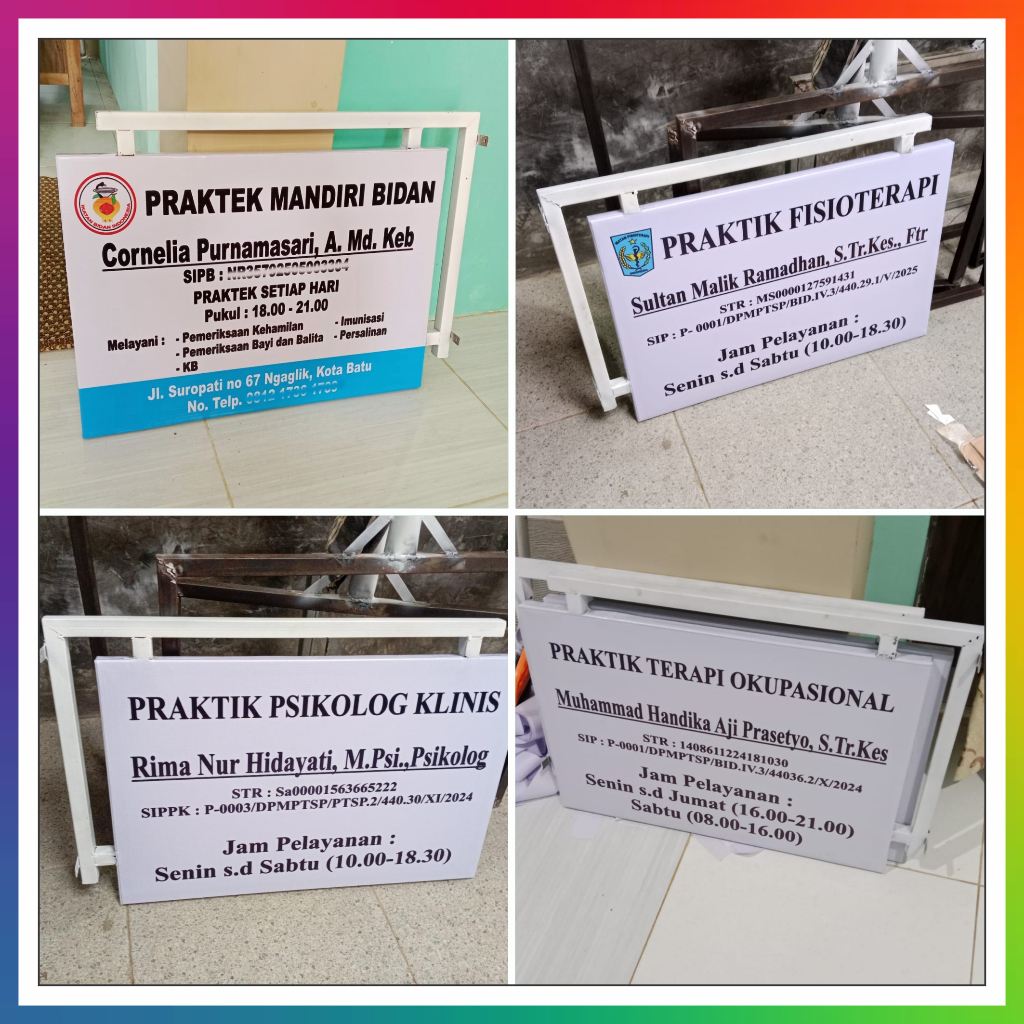 PRAKTEK MANDIRI BIDAN
IKATAN BIDAN INDONESIA
Cornelia Purnamasari, A. Md. Keb
SIPB :
PRAKTEK SETIAP HARI
Pukul : 18.00 - 21.00
Melayani : - Pemeriksaan Kehamilan - Imunisasi
- Pemeriksaan Bayi dan Balita - Persalinan
- KB
Jl. Suropati no 67 Ngaglik, Kota Batu
No. Telp.
PRAKTIK FISIOTERAPI
Sultan Malik Ramadhan, S.Tr.Kes., Ftr
STR : MS0000127591431
SIP : P- 0001/DPMPTSP/BID.IV.3/440.29.1/V/2025
Jam Pelayanan :
Senin s.d Sabtu (10.00-18.30)
PRAKTIK PSIKOLOG KLINIS
Rima Nur Hidayati, M.Psi.,Psikolog
STR : Sa00001563665222
SIPPK : P-0003/DPMPTSP/PTSP.2/440.30/XI/2024
Jam Pelayanan :
Senin s.d Sabtu (10.00-18.30)
PRAKTIK TERAPI OKUPASIONAL
Muhammad Handika Aji Prasetyo, S.Tr.Kes
STR : 1408611224181030
SIP : P-0001/DPMPTSP/BID.IV.3/44036.2/X/2024
Jam Pelayanan :
Senin s.d Jumat (16.00-21.00)
Sabtu (08.00-16.00)